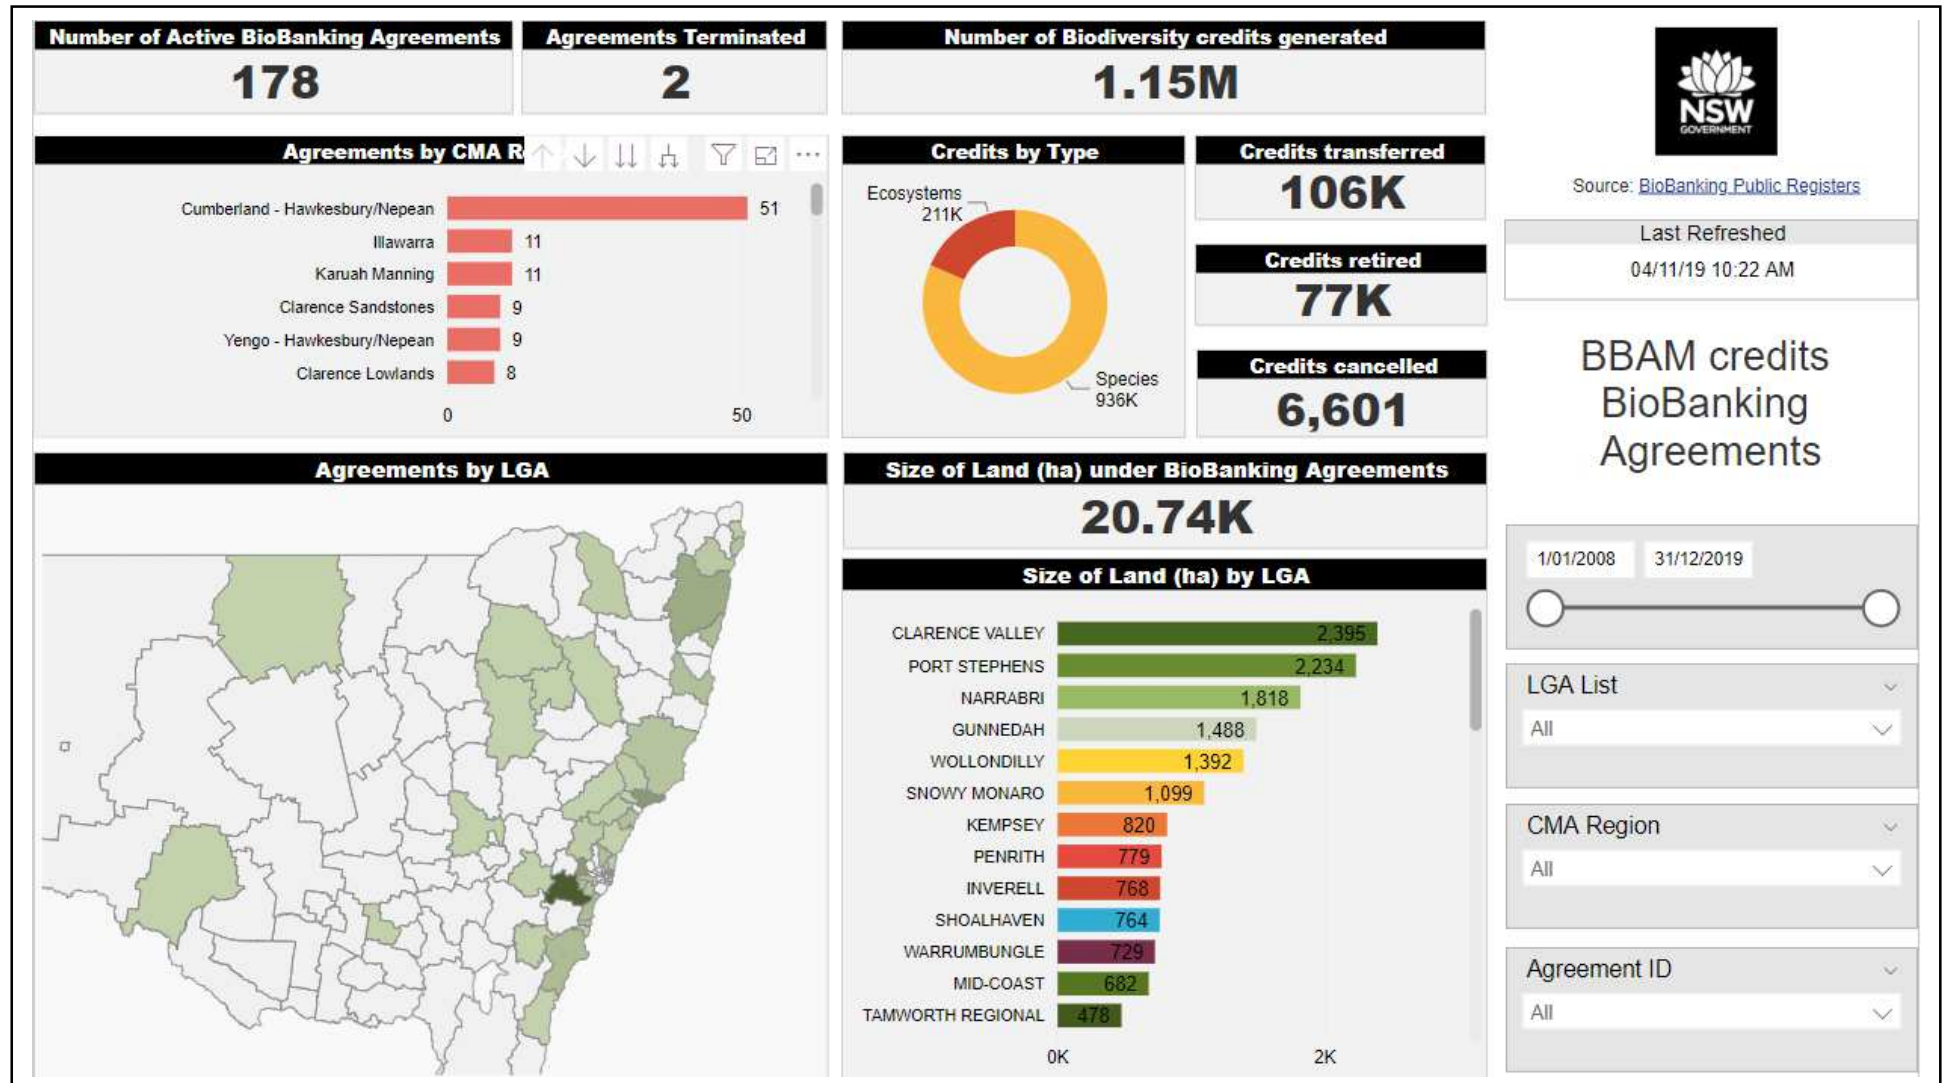 Number of Active BioBanking Agreements
178
Agreements Terminated
2
Number of Biodiversity credits generated
1.15M
NSW
GOVERNMENT
Source: BioBanking Public Registers
Last Refreshed
04/11/19 10:22 AM
BBAM credits
BioBanking
Agreements
Agreements by CMA R
Cumberland - Hawkesbury/Nepean 51
Illawarra 11
Karuah Manning 11
Clarence Sandstones 9
Yengo - Hawkesbury/Nepean 9
Clarence Lowlands 8
0 50
Credits by Type
Ecosystems
211K
Species
936K
Credits transferred
106K
Credits retired
77K
Credits cancelled
6,601
Agreements by LGA
Size of Land (ha) under BioBanking Agreements
20.74K
Size of Land (ha) by LGA
CLARENCE VALLEY 2,395
PORT STEPHENS 2,234
NARRABRI 1,818
GUNNEDAH 1,488
WOLLONDILLY 1,392
SNOWY MONARO 1,099
KEMPSEY 820
PENRITH 779
INVERELL 768
SHOALHAVEN 764
WARRUMBUNGLE 729
MID-COAST 682
TAMWORTH REGIONAL 478
0K 2K
1/01/2008 31/12/2019
LGA List
All
CMA Region
All
Agreement ID
All